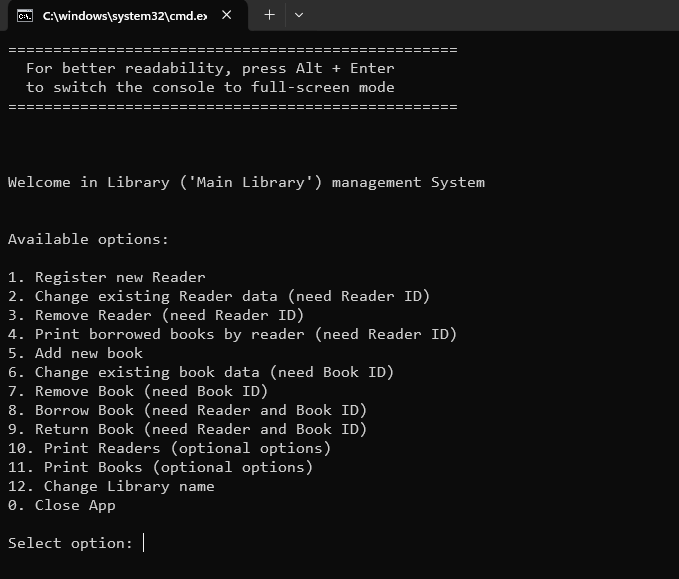 C:\windows\system32\cmd.ex
==================================================
For better readability, press Alt + Enter
to switch the console to full-screen mode
==================================================
Welcome in Library ('Main Library') management System
Available options:
1. Register new Reader
2. Change existing Reader data (need Reader ID)
3. Remove Reader (need Reader ID)
4. Print borrowed books by reader (need Reader ID)
5. Add new book
6. Change existing book data (need Book ID)
7. Remove Book (need Book ID)
8. Borrow Book (need Reader and Book ID)
9. Return Book (need Reader and Book ID)
10. Print Readers (optional options)
11. Print Books (optional options)
12. Change Library name
0. Close App
Select option: